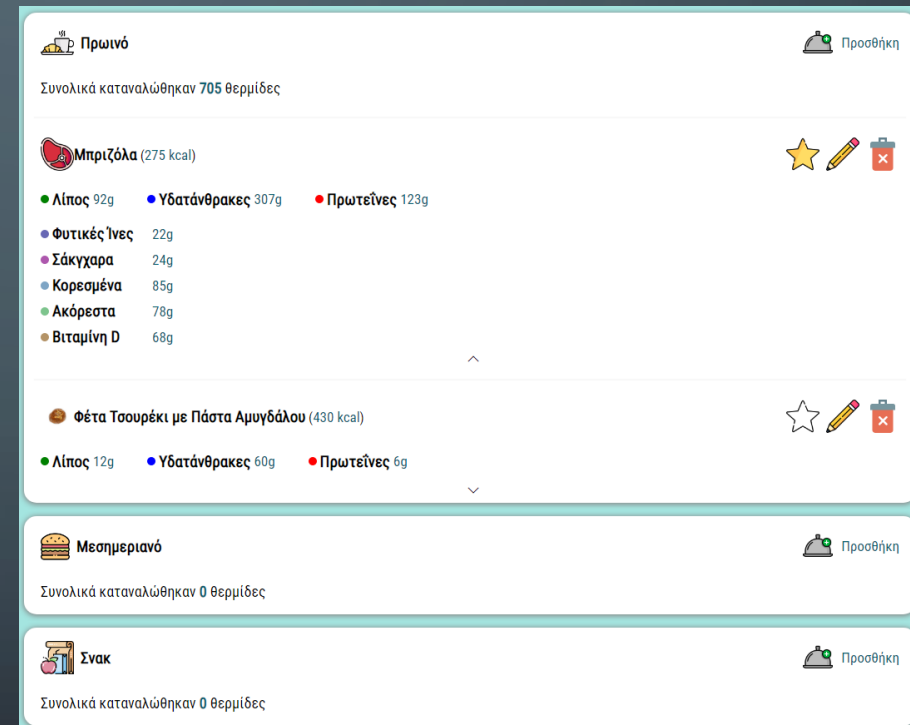 Πρωινό Προσθήκη
Συνολικά καταναλώθηκαν 705 θερμίδες
Μπριζόλα (275 kcal)
Λίπος 92g Υδατάνθρακες 307g Πρωτεΐνες 123g
Φυτικές Ίνες 22g
Σάκχαρα 24g
Κορεσμένα 85g
Ακόρεστα 78g
Βιταμίνη D 68g
Φέτα Τσουρέκι με Πάστα Αμυγδάλου (430 kcal)
Λίπος 12g Υδατάνθρακες 60g Πρωτεΐνες 6g
Μεσημεριανό Προσθήκη
Συνολικά καταναλώθηκαν 0 θερμίδες
Σνακ Προσθήκη
Συνολικά καταναλώθηκαν 0 θερμίδες